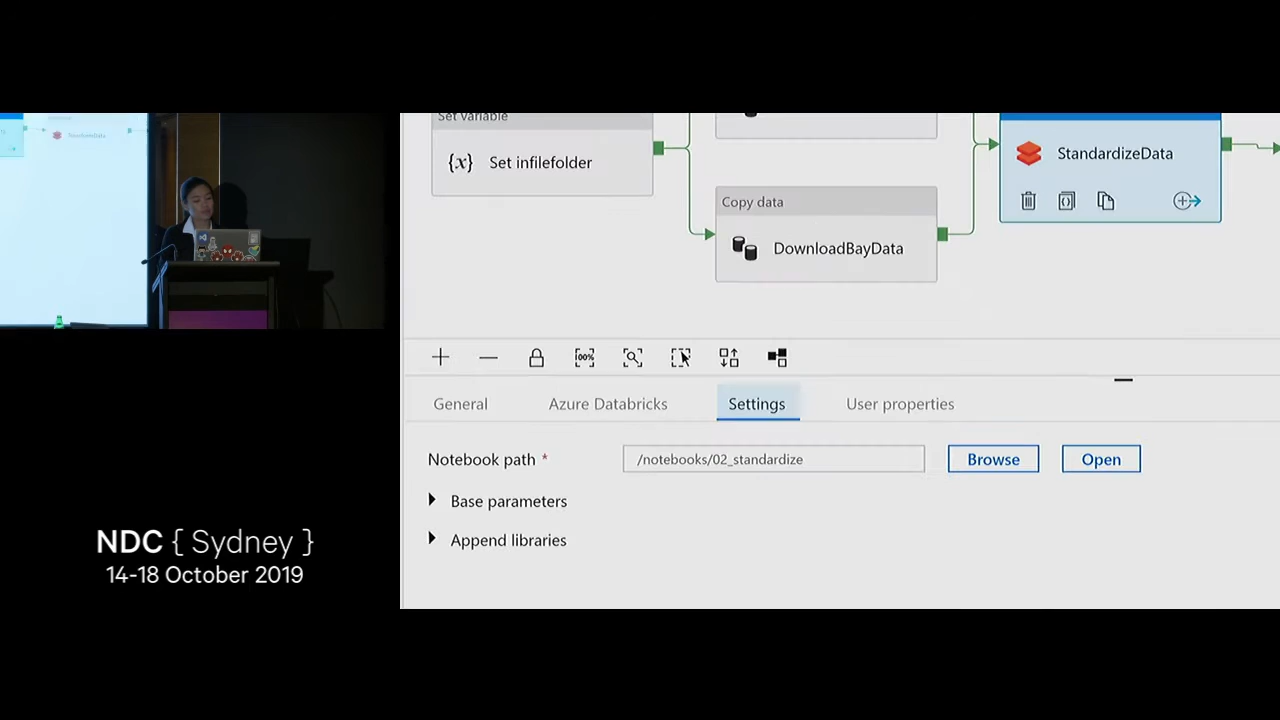 Set variable
Set infilefolder
Copy data
DownloadBayData
StandardizeData
100%
General
Azure Databricks
Settings
User properties
Notebook path *
/notebooks/02_standardize
Browse
Open
Base parameters
Append libraries
NDC { Sydney }
14-18 October 2019